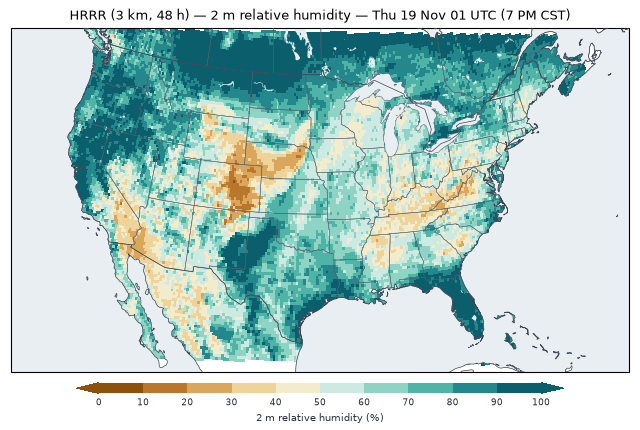 HRRR (3 km, 48 h) — 2 m relative humidity — Thu 19 Nov 01 UTC (7 PM CST)
0 10 20 30 40 50 60 70 80 90 100
2 m relative humidity (%)